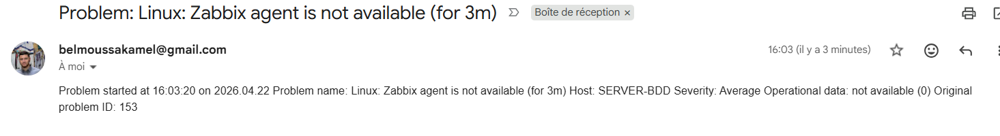 Problem: Linux: Zabbix agent is not available (for 3m) Boîte de réception ×
belmoussakamel@gmail.com 16:03 (il y a 3 minutes)
À moi
Problem started at 16:03:20 on 2026.04.22 Problem name: Linux: Zabbix agent is not available (for 3m) Host: SERVER-BDD Severity: Average Operational data: not available (0) Original
problem ID: 153